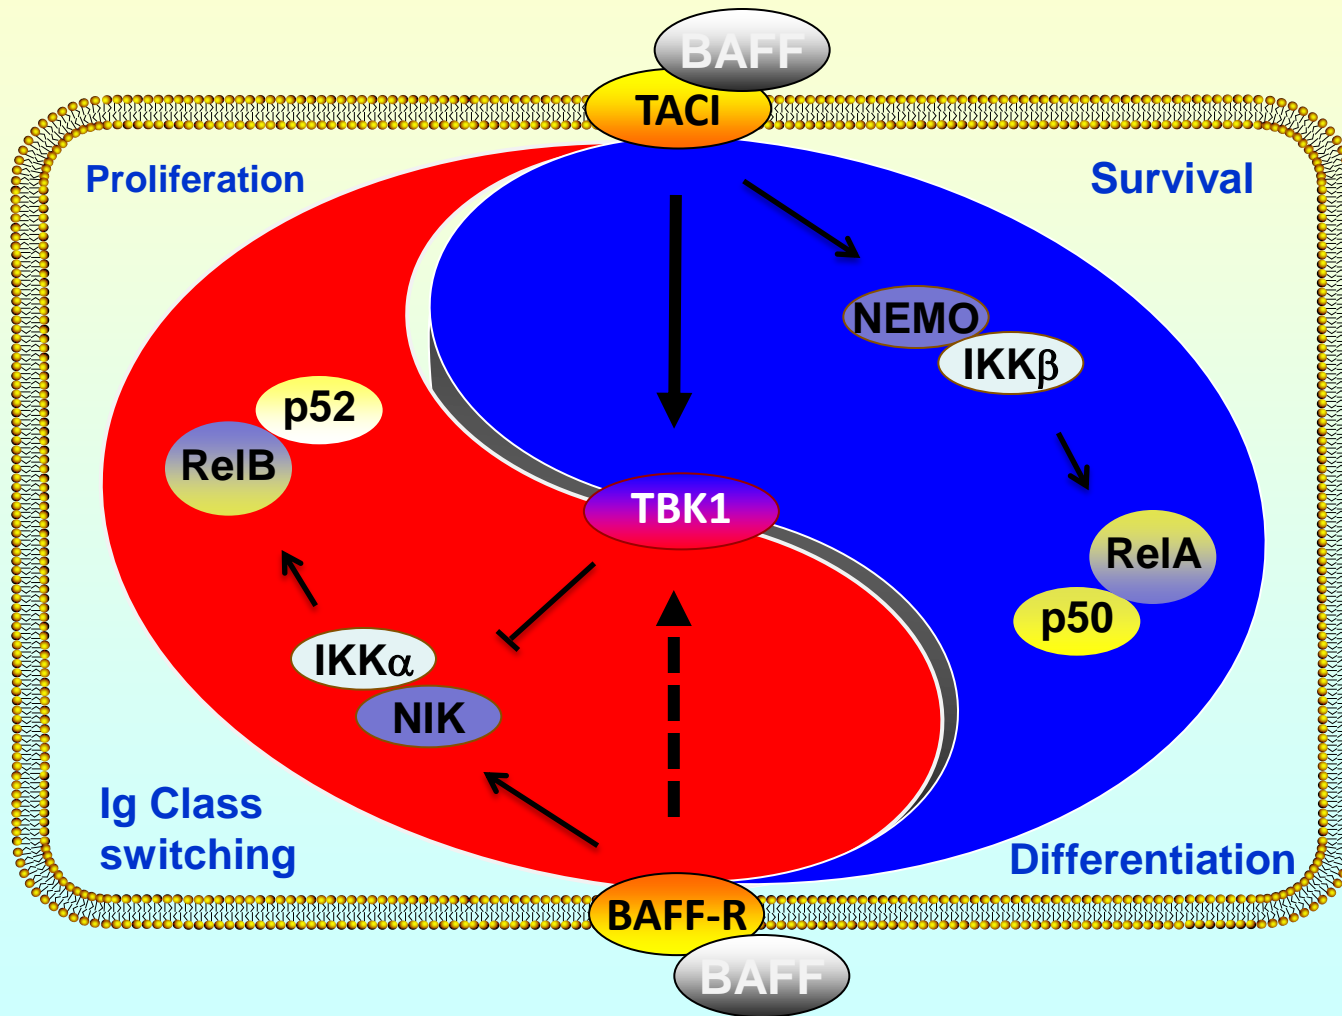 BAFF
TACI
Proliferation
Survival
NEMO
IKKβ
p52
RelB
TBK1
RelA
p50
IKKα
NIK
Ig Class
switching
Differentiation
BAFF-R
BAFF